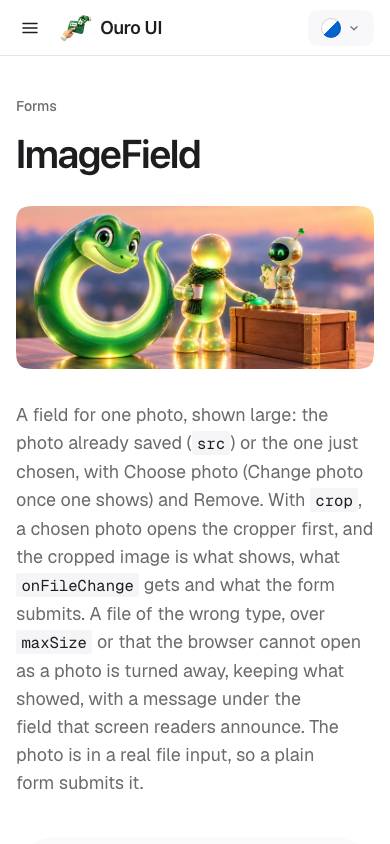 Ouro UI
Forms
ImageField
A field for one photo, shown large: the
photo already saved ( src ) or the one just
chosen, with Choose photo (Change photo
once one shows) and Remove. With crop ,
a chosen photo opens the cropper first, and
the cropped image is what shows, what
onFileChange gets and what the form
submits. A file of the wrong type, over
maxSize or that the browser cannot open
as a photo is turned away, keeping what
showed, with a message under the
field that screen readers announce. The
photo is in a real file input, so a plain
form submits it.